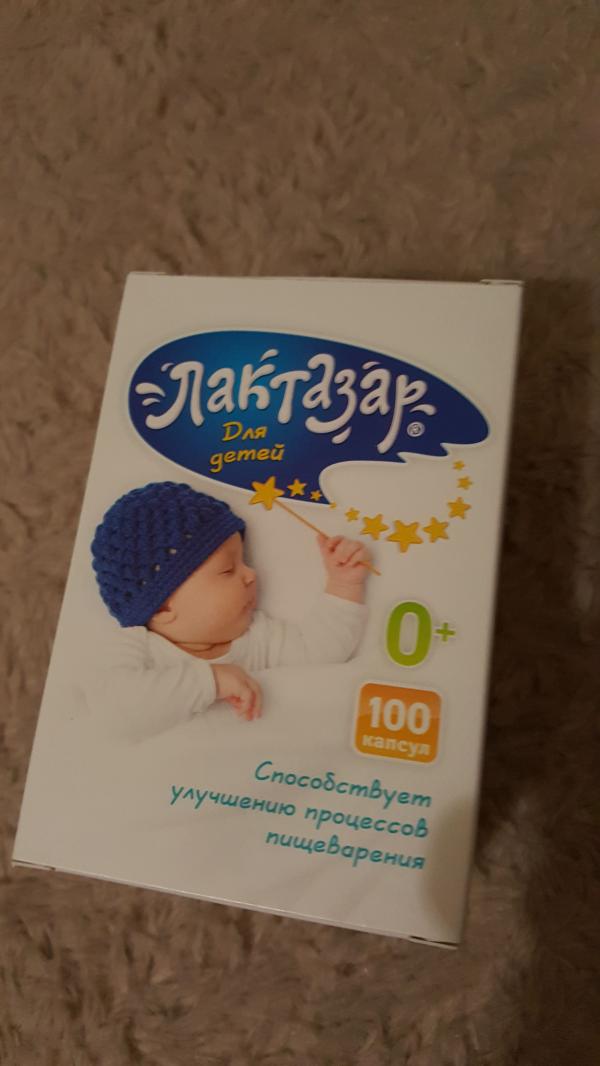 Лактазар®
Для
детей
0+
100
капсул
Способствует
улучшению процессов
пищеварения